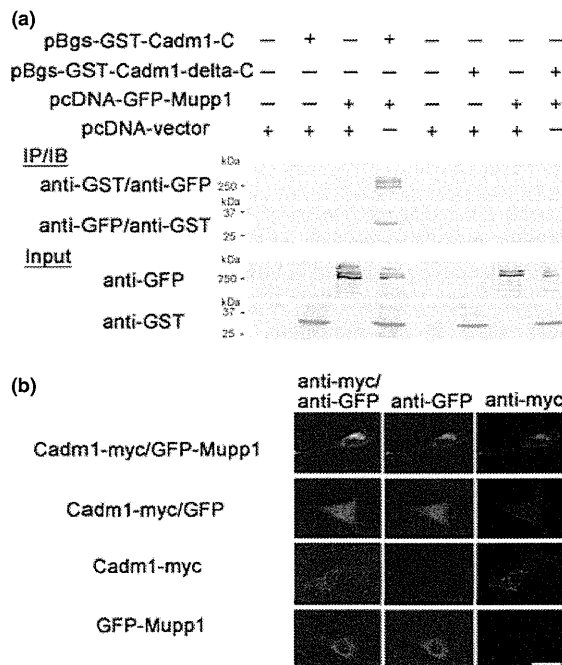 (a)
pBgs-GST-Cadm1-C — + — + — — — —
pBgs-GST-Cadm1-delta-C — — — — — + — +
pcDNA-GFP-Mupp1 — — + + — — + +
pcDNA-vector + + + — + + + —
IP/IB
kDa
anti-GST/anti-GFP 250 -
kDa
37 -
anti-GFP/anti-GST
25 -
Input
kDa
anti-GFP 250 -
kDa
37 -
anti-GST
25 -
(b)
anti-myc/
anti-GFP anti-GFP anti-myc
Cadm1-myc/GFP-Mupp1
Cadm1-myc/GFP
Cadm1-myc
GFP-Mupp1